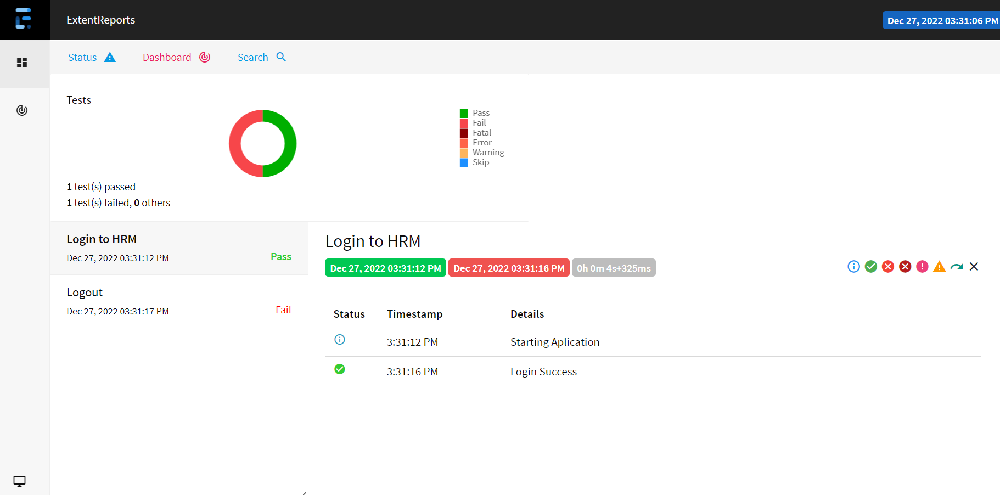 ExtentReports
Dec 27, 2022 03:31:06 PM
Status Dashboard Search
Tests
Pass
Fail
Fatal
Error
Warning
Skip
1 test(s) passed
1 test(s) failed, 0 others
Login to HRM
Dec 27, 2022 03:31:12 PM Pass
Logout
Dec 27, 2022 03:31:17 PM Fail
Login to HRM
Dec 27, 2022 03:31:12 PM Dec 27, 2022 03:31:16 PM 0h 0m 4s+325ms
Status Timestamp Details
3:31:12 PM Starting Aplication
3:31:16 PM Login Success